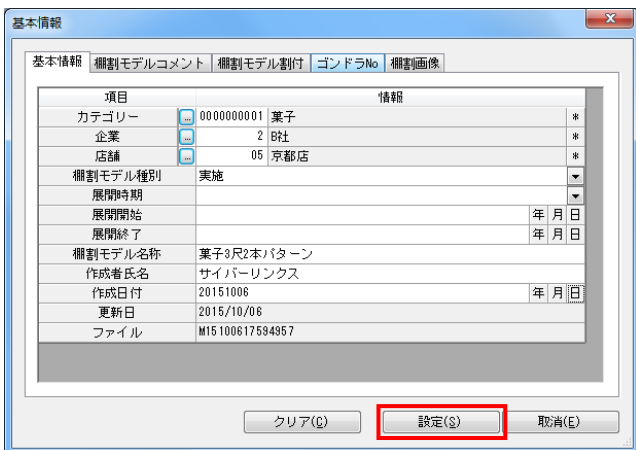 基本情報
基本情報 棚割モデルコメント 棚割モデル割付 ゴンドラNo 棚割画像
項目 情報
カテゴリー ... 0000000001 菓子 *
企業 ... 2 B社 *
店舗 ... 05 京都店 *
棚割モデル種別 実施
展開時期
展開開始 年 月 日
展開終了 年 月 日
棚割モデル名称 菓子3尺2本パターン
作成者氏名 サイバーリンクス
作成日付 20151006 年 月 日
更新日 2015/10/06
ファイル M15100617594957
クリア(C) 設定(S) 取消(E)